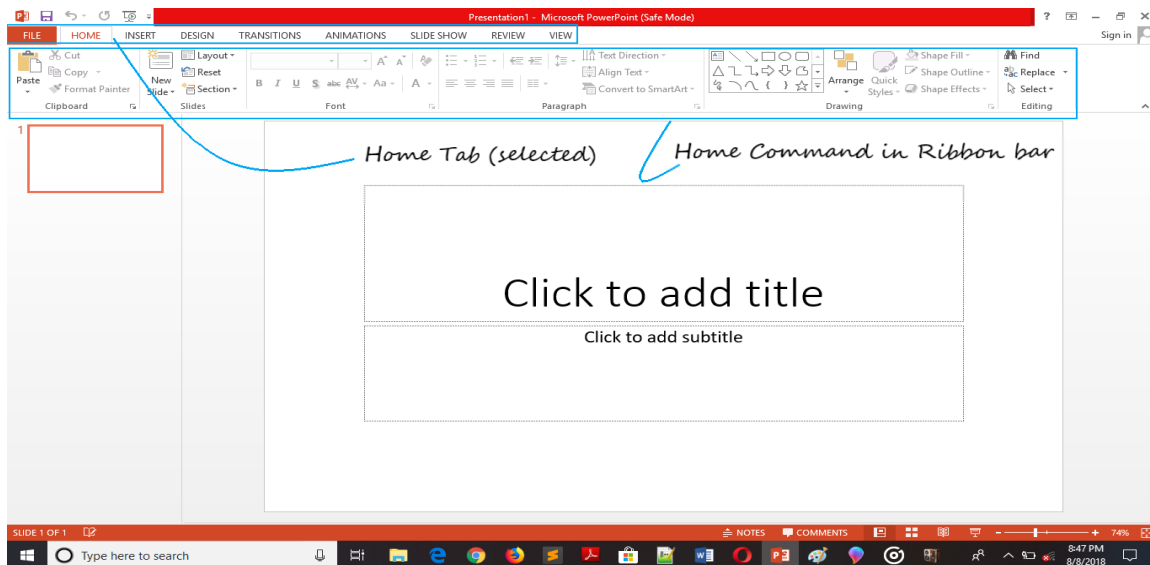 Presentation1 - Microsoft PowerPoint (Safe Mode)
?
FILE HOME INSERT DESIGN TRANSITIONS ANIMATIONS SLIDE SHOW REVIEW VIEW Sign in
Paste
Cut
Copy
Format Painter
Clipboard
New Slide
Layout
Reset
Section
Slides
B I U S abc AV Aa A
Font
Text Direction
Align Text
Convert to SmartArt
Paragraph
Arrange
Quick Styles
Shape Fill
Shape Outline
Shape Effects
Drawing
Find
Replace
Select
Editing
1
Home Tab (selected)
Home Command in Ribbon bar
Click to add title
Click to add subtitle
SLIDE 1 OF 1 NOTES COMMENTS 74%
Type here to search
8:47 PM
8/8/2018